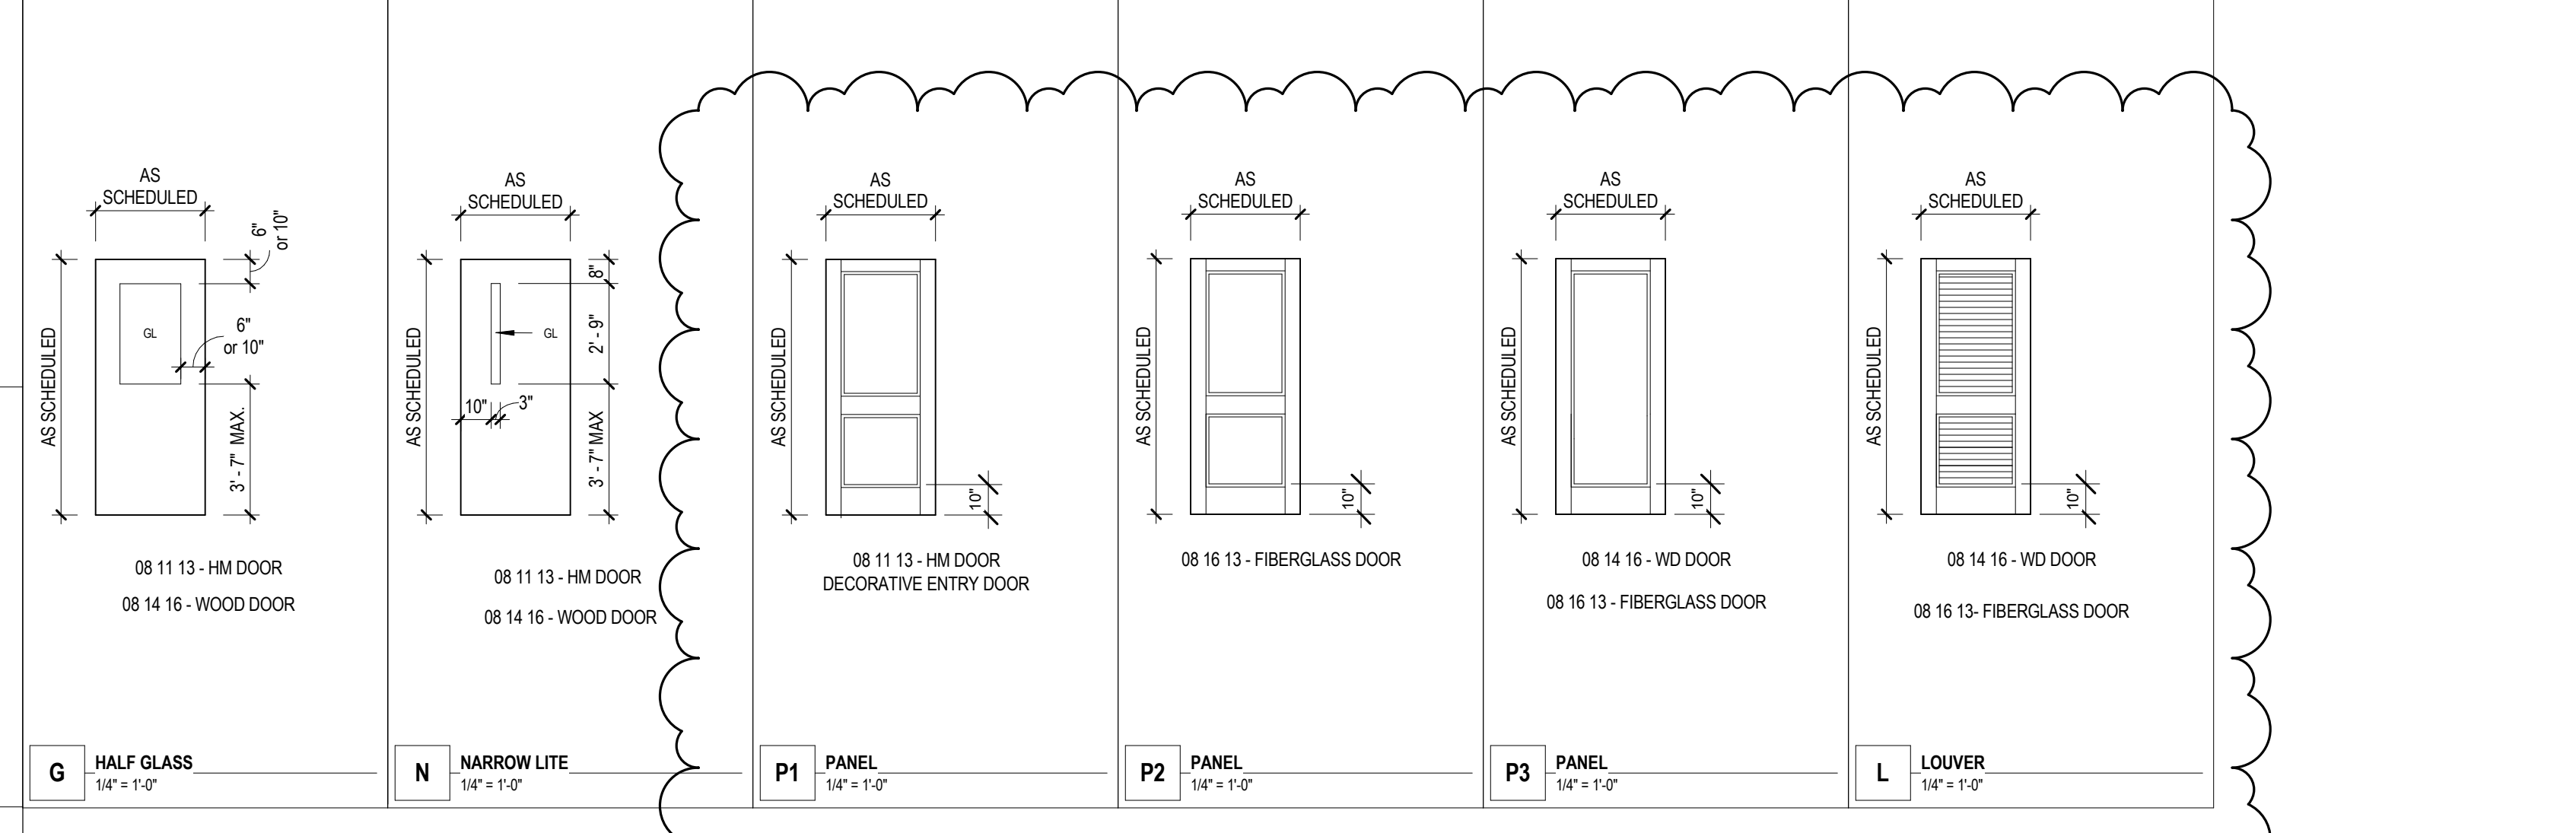 AS
SCHEDULED
6"
or 10"
AS SCHEDULED
GL
6"
or 10"
3' - 7" MAX.
08 11 13 - HM DOOR
08 14 16 - WOOD DOOR
G
HALF GLASS
1/4" = 1'-0"
AS
SCHEDULED
AS SCHEDULED
8"
GL
2' - 9"
10"
3"
3' - 7" MAX
08 11 13 - HM DOOR
08 14 16 - WOOD DOOR
N
NARROW LITE
1/4" = 1'-0"
AS
SCHEDULED
AS SCHEDULED
10"
08 11 13 - HM DOOR
DECORATIVE ENTRY DOOR
P1
PANEL
1/4" = 1'-0"
AS
SCHEDULED
AS SCHEDULED
10"
08 16 13 - FIBERGLASS DOOR
P2
PANEL
1/4" = 1'-0"
AS
SCHEDULED
AS SCHEDULED
10"
08 14 16 - WD DOOR
08 16 13 - FIBERGLASS DOOR
P3
PANEL
1/4" = 1'-0"
AS
SCHEDULED
AS SCHEDULED
10"
08 14 16 - WD DOOR
08 16 13- FIBERGLASS DOOR
L
LOUVER
1/4" = 1'-0"